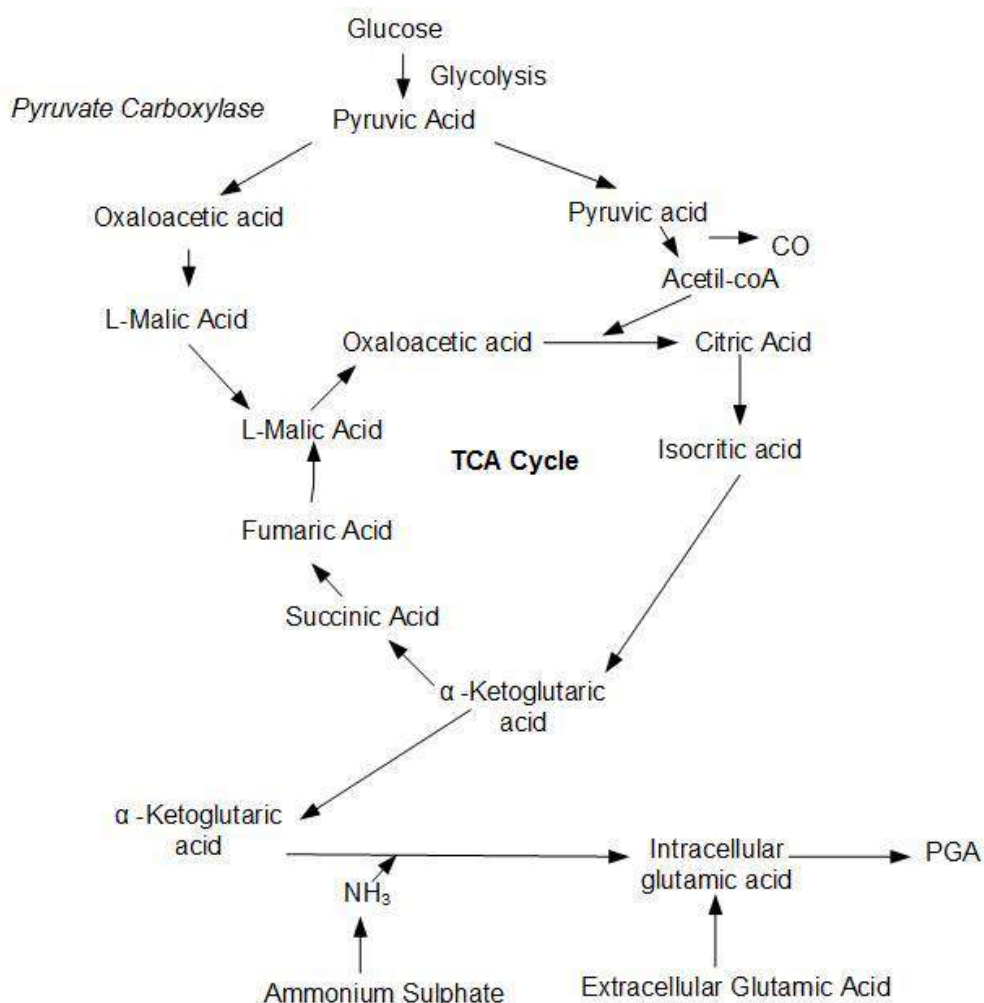 Glucose
Glycolysis
Pyruvate Carboxylase
Pyruvic Acid
Oxaloacetic acid
Pyruvic acid
CO
Acetil-coA
L-Malic Acid
Oxaloacetic acid
Citric Acid
L-Malic Acid
TCA Cycle
Isocritic acid
Fumaric Acid
Succinic Acid
α -Ketoglutaric
acid
α -Ketoglutaric
acid
Intracellular
glutamic acid
PGA
NH₃
Ammonium Sulphate
Extracellular Glutamic Acid